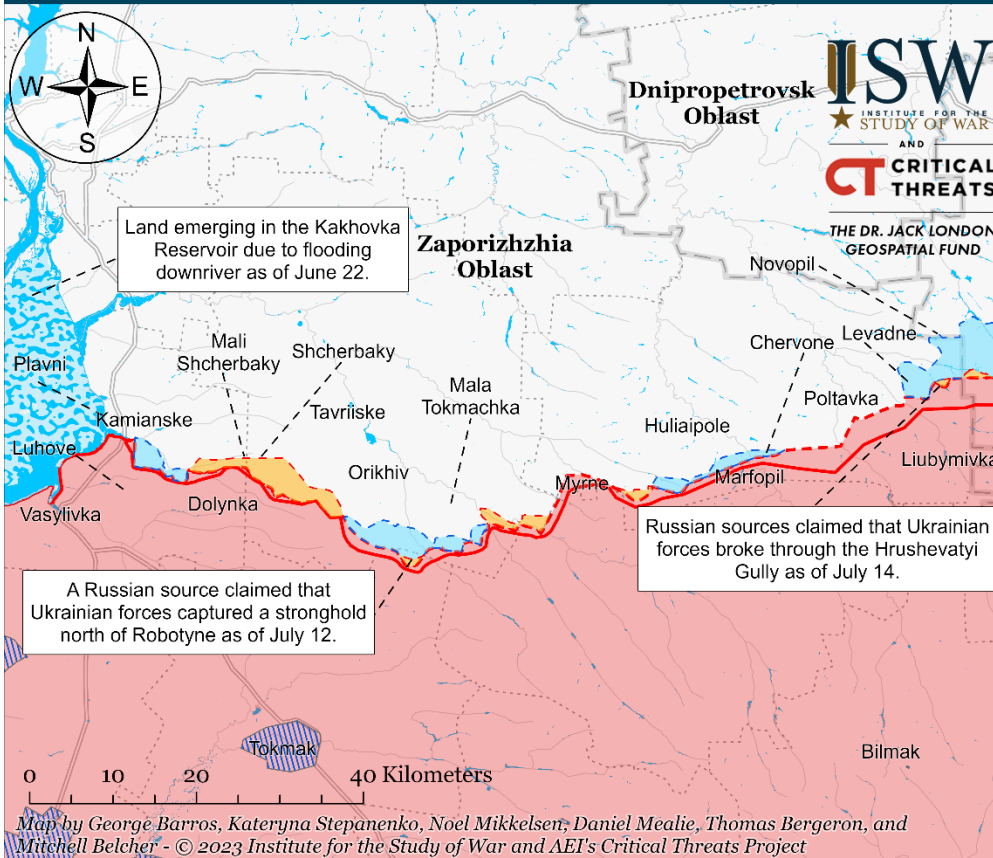 N
W
E
S
Dnipropetrovsk
Oblast
ISW
INSTITUTE FOR THE
STUDY OF WAR
AND
CT CRITICAL
THREATS
THE DR. JACK LONDON
GEOSPATIAL FUND
Land emerging in the Kakhovka
Reservoir due to flooding
downriver as of June 22.
Zaporizhzhia
Oblast
Novopil
Levadne
Chervone
Mali
Shcherbaky
Shcherbaky
Plavni
Mala
Tokmachka
Poltavka
Tavriiske
Kamianske
Huliaipole
Luhove
Orikhiv
Liubymivka
Marfopil
Myrne
Dolynka
Vasylivka
Russian sources claimed that Ukrainian
forces broke through the Hrushevatyi
Gully as of July 14.
A Russian source claimed that
Ukrainian forces captured a stronghold
north of Robotyne as of July 12.
Tokmak
Bilmak
0 10 20 40 Kilometers
Map by George Barros, Kateryna Stepanenko, Noel Mikkelsen, Daniel Mealie, Thomas Bergeron, and
Mitchell Belcher - © 2023 Institute for the Study of War and AEI's Critical Threats Project